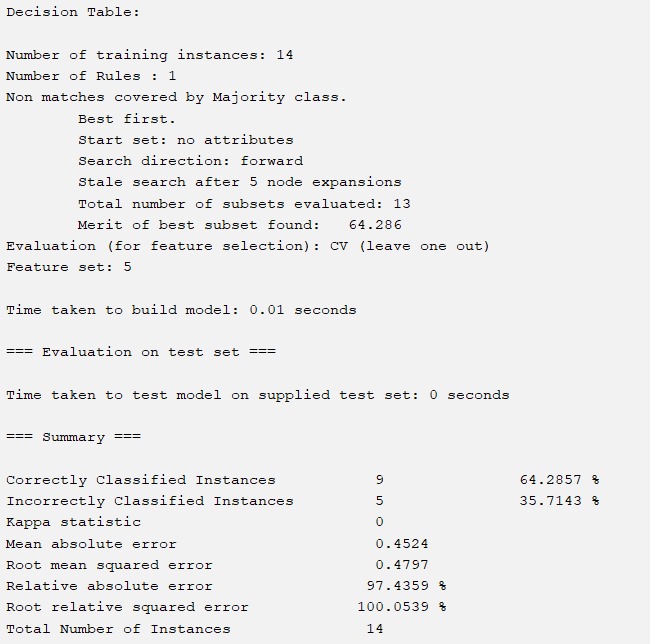 Decision Table:
Number of training instances: 14
Number of Rules : 1
Non matches covered by Majority class.
Best first.
Start set: no attributes
Search direction: forward
Stale search after 5 node expansions
Total number of subsets evaluated: 13
Merit of best subset found: 64.286
Evaluation (for feature selection): CV (leave one out)
Feature set: 5
Time taken to build model: 0.01 seconds
=== Evaluation on test set ===
Time taken to test model on supplied test set: 0 seconds
=== Summary ===
Correctly Classified Instances 9 64.2857 %
Incorrectly Classified Instances 5 35.7143 %
Kappa statistic 0
Mean absolute error 0.4524
Root mean squared error 0.4797
Relative absolute error 97.4359 %
Root relative squared error 100.0539 %
Total Number of Instances 14